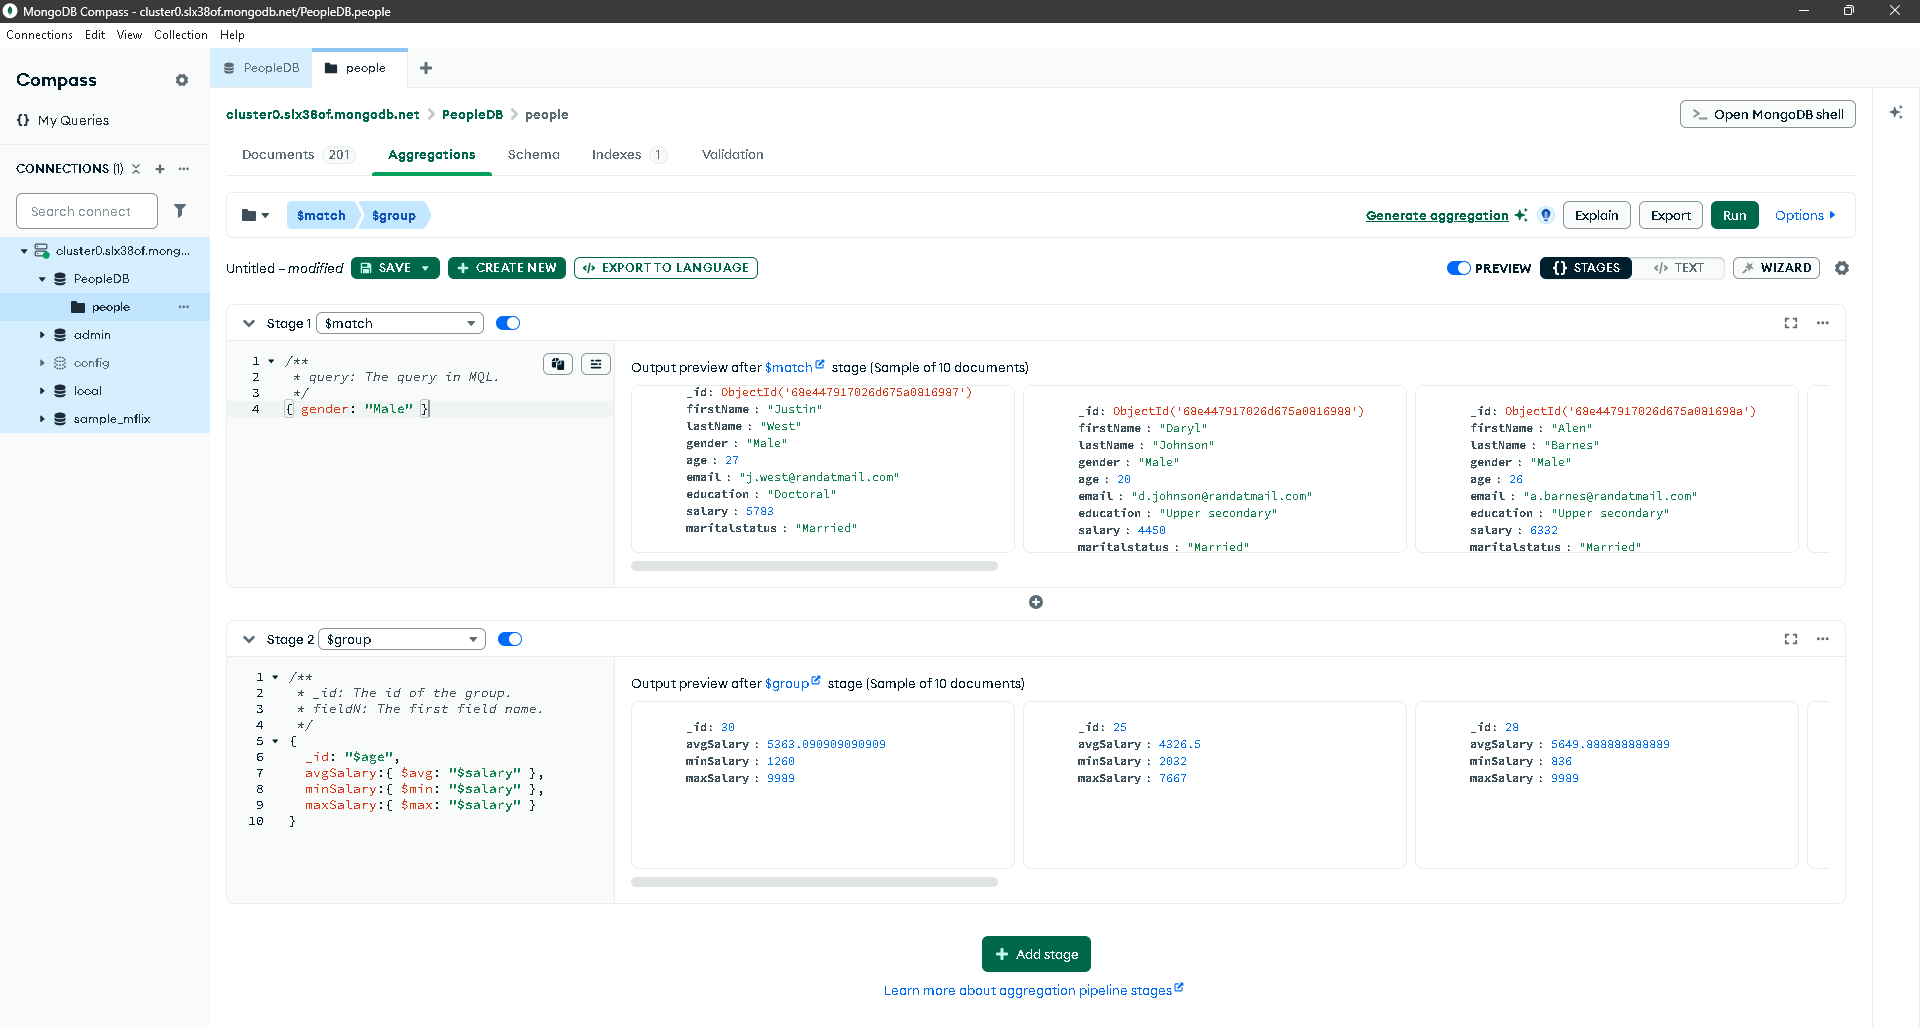 MongoDB Compass - cluster0.slx38of.mongodb.net/PeopleDB.people
Connections Edit View Collection Help
Compass
PeopleDB people
My Queries
cluster0.slx38of.mongodb.net > PeopleDB > people
>_ Open MongoDB shell
Documents 201 Aggregations Schema Indexes 1 Validation
CONNECTIONS (1)
Search connect
cluster0.slx38of.mong...
PeopleDB
people
admin
config
local
sample_mflix
$match $group
Generate aggregation Explain Export Run Options
Untitled – modified SAVE + CREATE NEW </> EXPORT TO LANGUAGE
PREVIEW {} STAGES </> TEXT WIZARD
Stage 1 $match
1 /**
2 * query: The query in MQL.
3 */
4 { gender: "Male" }
Output preview after $match stage (Sample of 10 documents)
_id: ObjectId('68e447917026d675a0816987')
firstName : "Justin"
lastName : "West"
gender : "Male"
age : 27
email : "j.west@randatmail.com"
education : "Doctoral"
salary : 5783
maritalstatus : "Married"
_id: ObjectId('68e447917026d675a0816988')
firstName : "Daryl"
lastName : "Johnson"
gender : "Male"
age : 20
email : "d.johnson@randatmail.com"
education : "Upper secondary"
salary : 4450
maritalstatus : "Married"
_id: ObjectId('68e447917026d675a081698a')
firstName : "Alen"
lastName : "Barnes"
gender : "Male"
age : 26
email : "a.barnes@randatmail.com"
education : "Upper secondary"
salary : 6332
maritalstatus : "Married"
Stage 2 $group
1 /**
2 * _id: The id of the group.
3 * fieldN: The first field name.
4 */
5 {
6 _id: "$age",
7 avgSalary:{ $avg: "$salary" },
8 minSalary:{ $min: "$salary" },
9 maxSalary:{ $max: "$salary" }
10 }
Output preview after $group stage (Sample of 10 documents)
_id: 30
avgSalary : 5363.090909090909
minSalary : 1260
maxSalary : 9989
_id: 25
avgSalary : 4326.5
minSalary : 2032
maxSalary : 7667
_id: 28
avgSalary : 5649.888888888889
minSalary : 836
maxSalary : 9989
+ Add stage
Learn more about aggregation pipeline stages